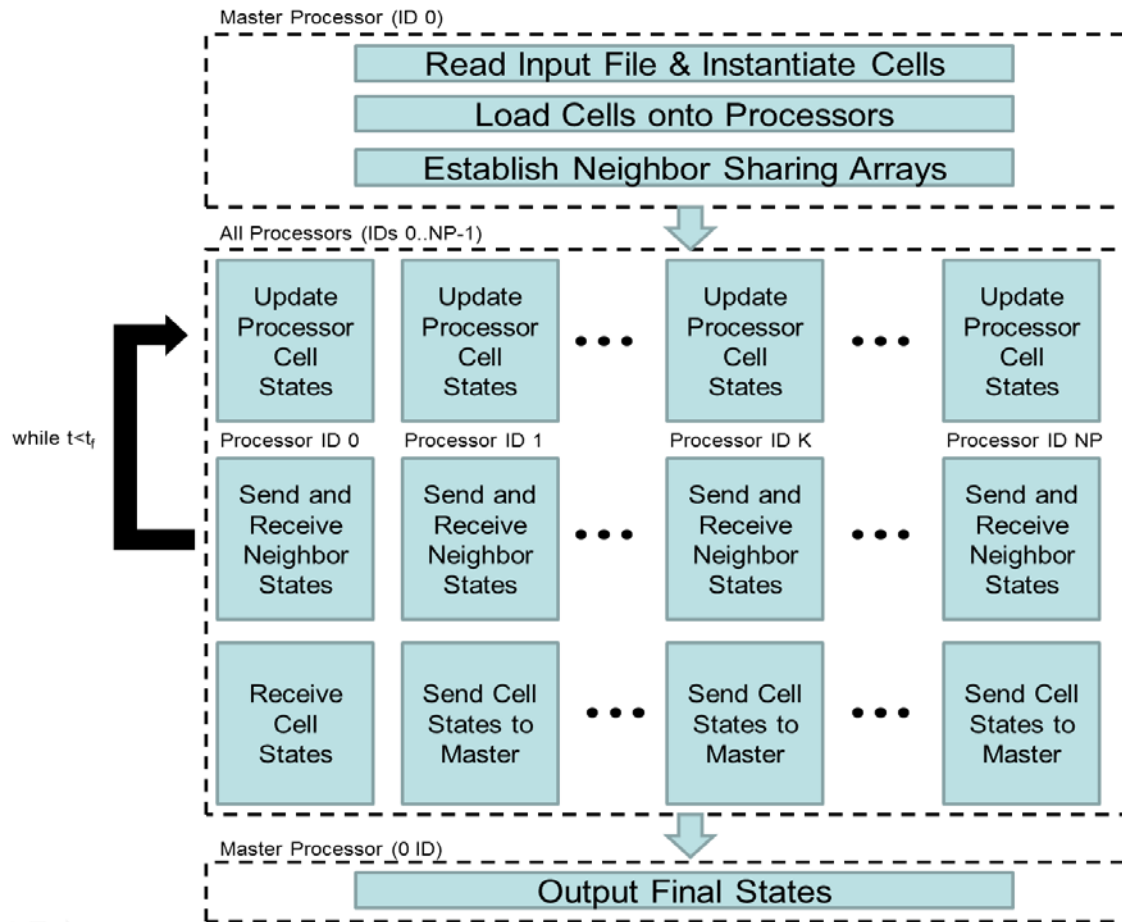 Master Processor (ID 0)
Read Input File & Instantiate Cells
Load Cells onto Processors
Establish Neighbor Sharing Arrays
All Processors (IDs 0..NP-1)
Update
Processor
Cell
States
Update
Processor
Cell
States
Update
Processor
Cell
States
Update
Processor
Cell
States
while t<tf
Processor ID 0
Processor ID 1
Processor ID K
Processor ID NP
Send and
Receive
Neighbor
States
Send and
Receive
Neighbor
States
Send and
Receive
Neighbor
States
Send and
Receive
Neighbor
States
Receive
Cell
States
Send Cell
States to
Master
Send Cell
States to
Master
Send Cell
States to
Master
Master Processor (0 ID)
Output Final States